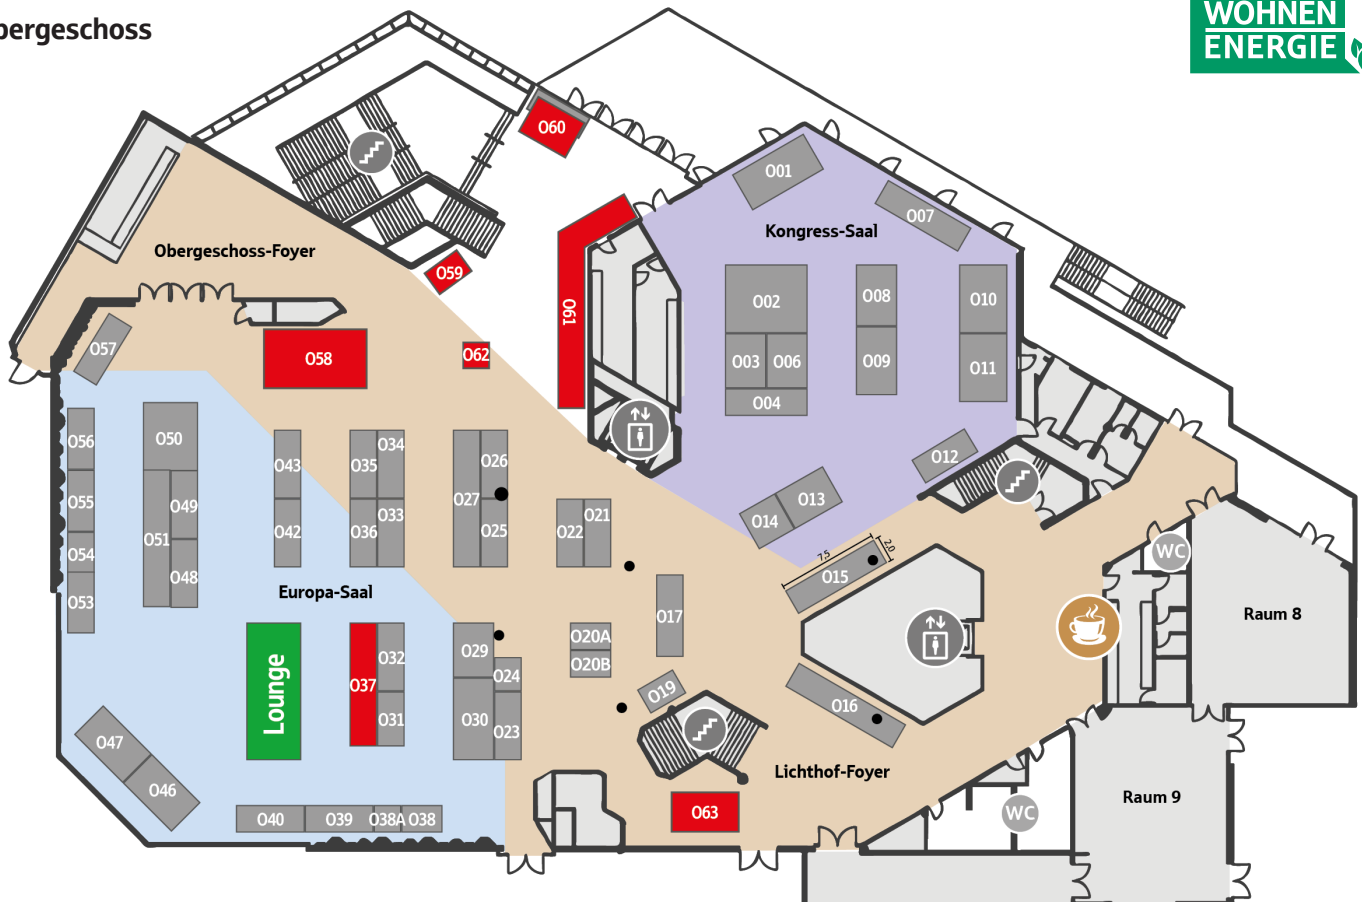 bergeschoss
WOHNEN
ENERGIE
O60
O01
O07
Kongress-Saal
Obergeschoss-Foyer
O59
O61
O02
O08
O10
O57
O58
O62
O03
O06
O09
O11
O04
O56
O50
O43
O35
O34
O26
O12
O55
O49
O51
O42
O36
O33
O27
O25
O22
O21
O14
O13
7,5
2,0
O15
O54
O48
O53
WC
Europa-Saal
O17
Raum 8
O20A
O20B
O29
O24
O32
O37
O31
Lounge
O30
O23
O19
O16
O47
O46
Lichthof-Foyer
O40
O39
O38A
O38
O63
Raum 9
WC